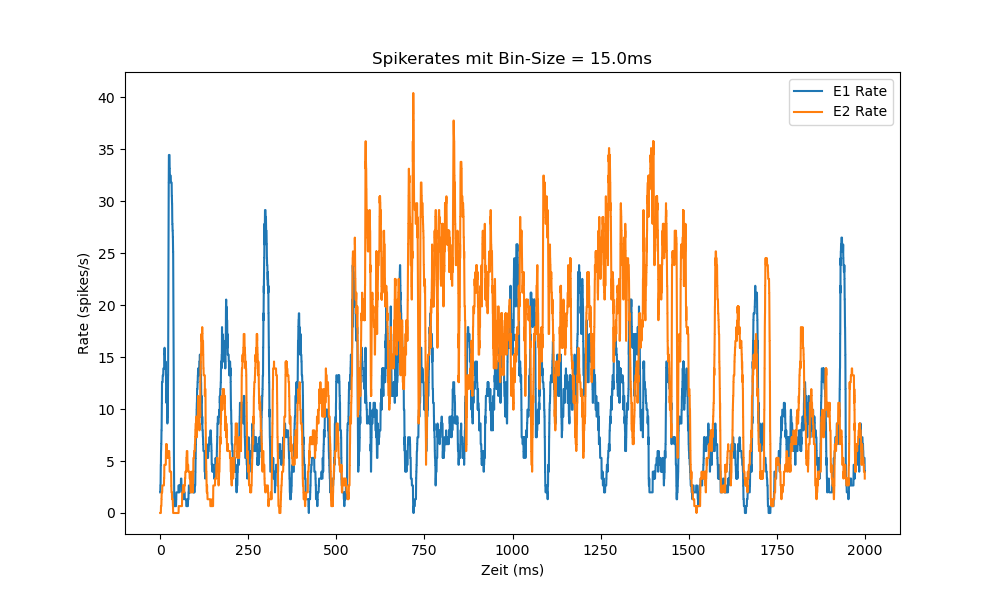 Spikerates mit Bin-Size = 15.0ms
E1 Rate
E2 Rate
40
35
30
25
20
15
10
5
0
Rate (spikes/s)
0 250 500 750 1000 1250 1500 1750 2000
Zeit (ms)